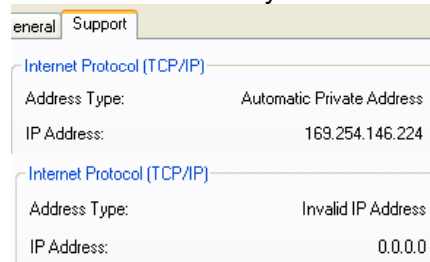 eneral Support
Internet Protocol (TCP/IP)
Address Type: Automatic Private Address
IP Address: 169.254.146.224
Internet Protocol (TCP/IP)
Address Type: Invalid IP Address
IP Address: 0.0.0.0